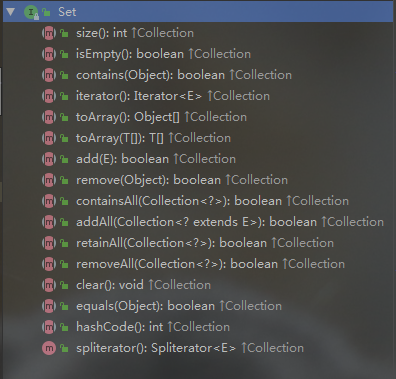 Set
size(): int ↑Collection
isEmpty(): boolean ↑Collection
contains(Object): boolean ↑Collection
iterator(): Iterator<E> ↑Collection
toArray(): Object[] ↑Collection
toArray(T[]): T[] ↑Collection
add(E): boolean ↑Collection
remove(Object): boolean ↑Collection
containsAll(Collection<?>): boolean ↑Collection
addAll(Collection<? extends E>): boolean ↑Collection
retainAll(Collection<?>): boolean ↑Collection
removeAll(Collection<?>): boolean ↑Collection
clear(): void ↑Collection
equals(Object): boolean ↑Collection
hashCode(): int ↑Collection
spliterator(): Spliterator<E> ↑Collection